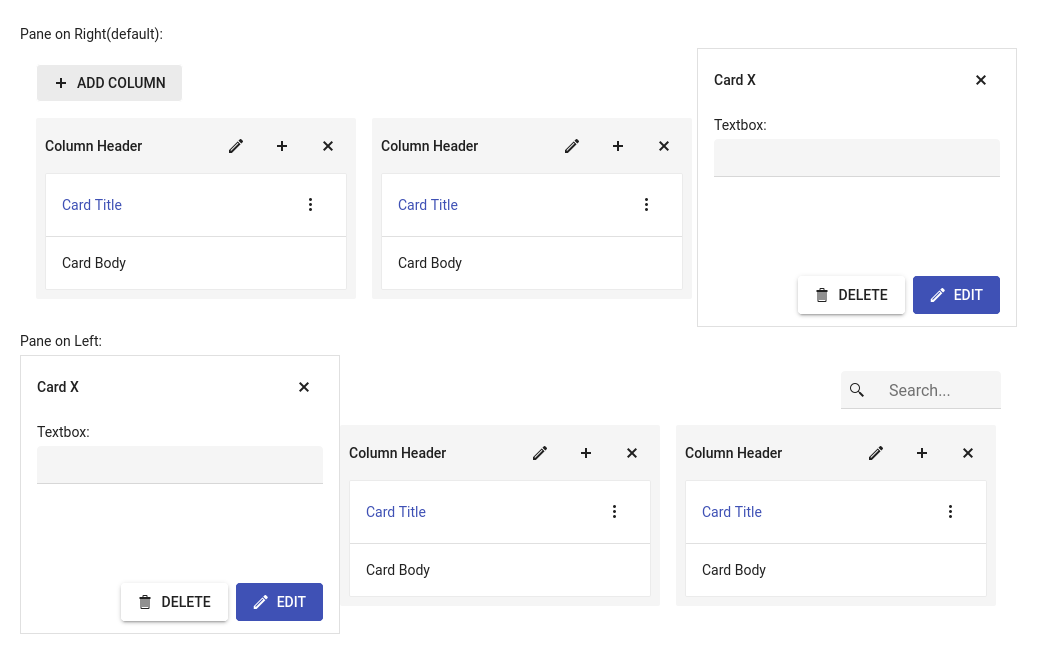 Pane on Right(default):
ADD COLUMN
Column Header
Card Title
Card Body
Column Header
Card Title
Card Body
Card X
Textbox:
DELETE
EDIT
Pane on Left:
Card X
Textbox:
DELETE
EDIT
Search...
Column Header
Card Title
Card Body
Column Header
Card Title
Card Body